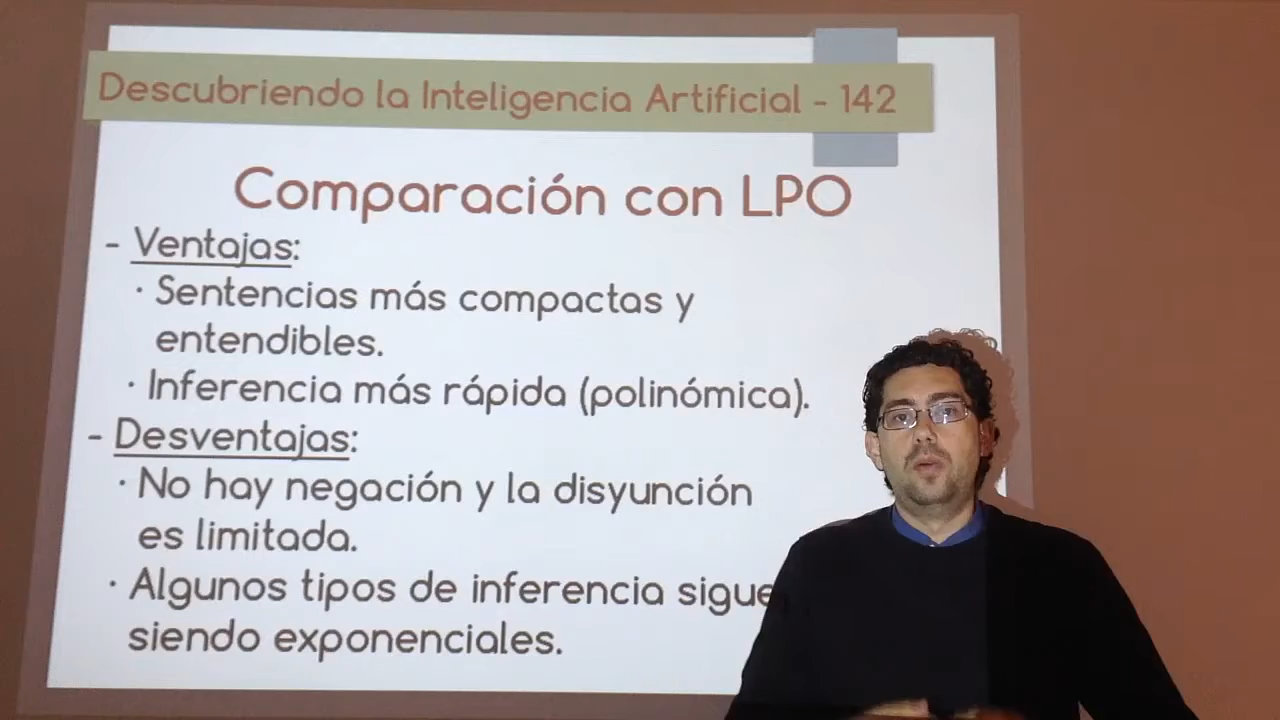 Descubriendo la Inteligencia Artificial - 142
Comparación con LPO
- Ventajas:
· Sentencias más compactas y
entendibles.
· Inferencia más rápida (polinómica).
- Desventajas:
· No hay negación y la disyunción
es limitada.
· Algunos tipos de inferencia sigue
siendo exponenciales.